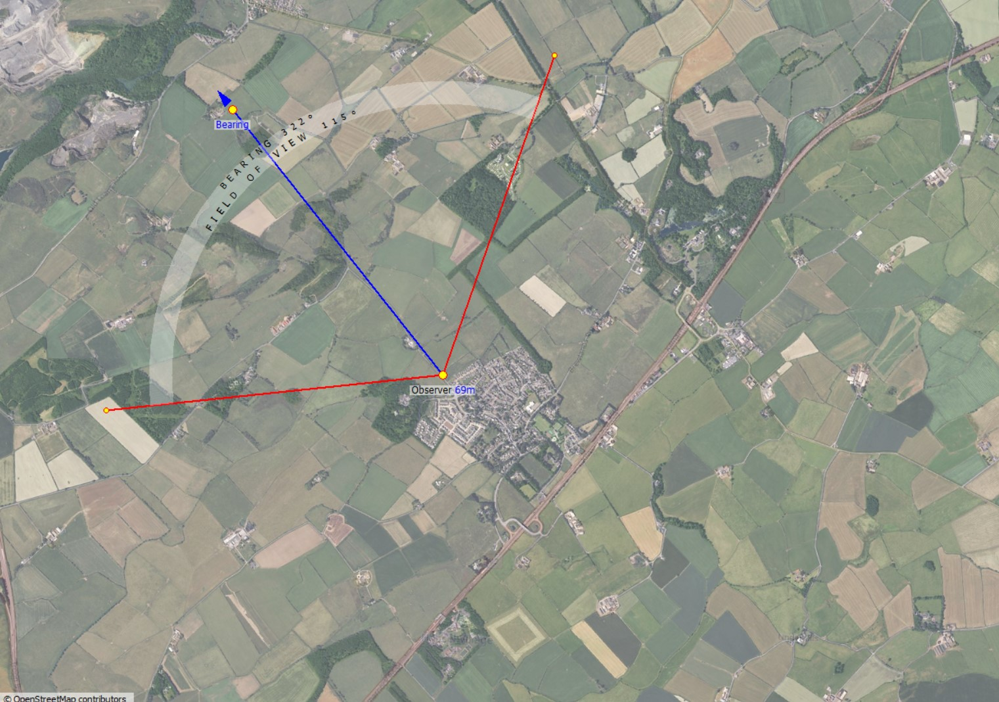 BEARING 322°
FIELD OF VIEW 115°
Bearing
Observer 69m
© OpenStreetMap contributors